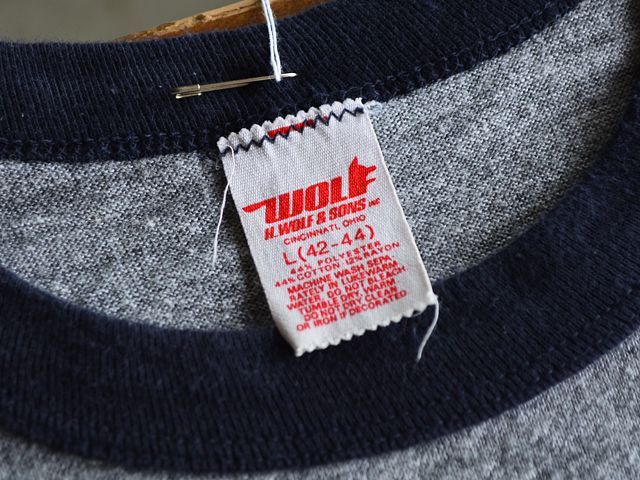 WOLF
H. WOLF & SONS INC
CINCINNATI, OHIO
L (42-44)
44% POLYESTER
44% COTTON 12% RAYON
MACHINE WASH SEPA-
RATELY IN LUKEWARM
WATER, DO NOT BLEACH
TUMBLE DRY, WARM
DO NOT DRY, CLEAR
OR IRON IF DECORATED